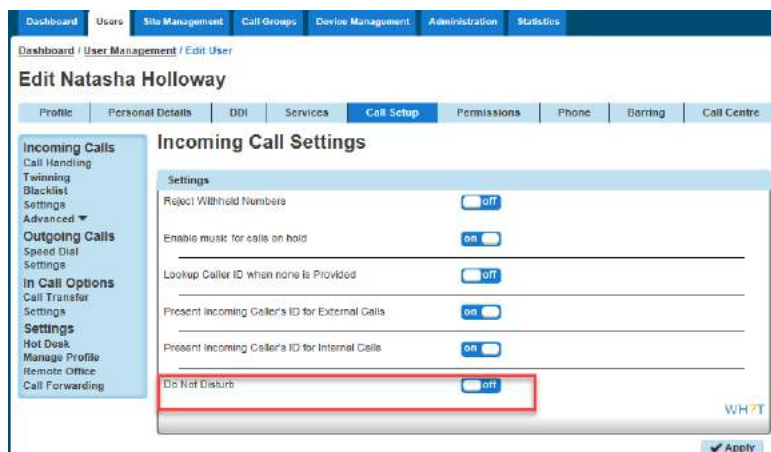 Dashboard Users Site Management Call Groups Device Management Administration Statistics
Dashboard / User Management / Edit User
Edit Natasha Holloway
Profile Personal Details DDI Services Call Setup Permissions Phone Barring Call Centre
Incoming Calls
Call Handling
Twinning
Blacklist
Settings
Advanced
Outgoing Calls
Speed Dial
Settings
In Call Options
Call Transfer
Settings
Settings
Hot Desk
Manage Profile
Remote Office
Call Forwarding
Incoming Call Settings
Settings
Reject Withheld Numbers off
Enable music for calls on hold on
Lookup Caller ID when none is Provided off
Present Incoming Caller's ID for External Calls on
Present Incoming Caller's ID for Internal Calls on
Do Not Disturb off
WH?T
Apply